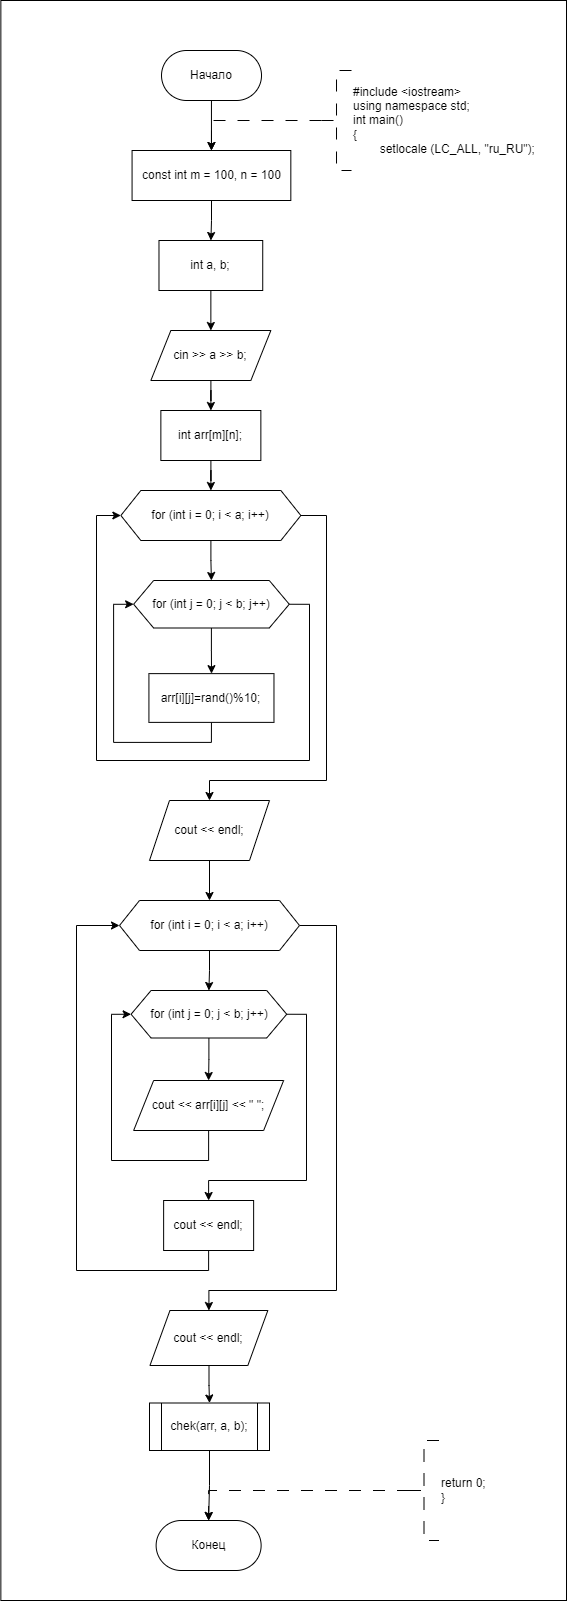 Начало
#include <iostream>
using namespace std;
int main()
{
setlocale (LC_ALL, "ru_RU");
const int m = 100, n = 100
int a, b;
cin >> a >> b;
int arr[m][n];
for (int i = 0; i < a; i++)
for (int j = 0; j < b; j++)
arr[i][j]=rand()%10;
cout << endl;
for (int i = 0; i < a; i++)
for (int j = 0; j < b; j++)
cout << arr[i][j] << " ";
cout << endl;
cout << endl;
chek(arr, a, b);
return 0;
}
Конец